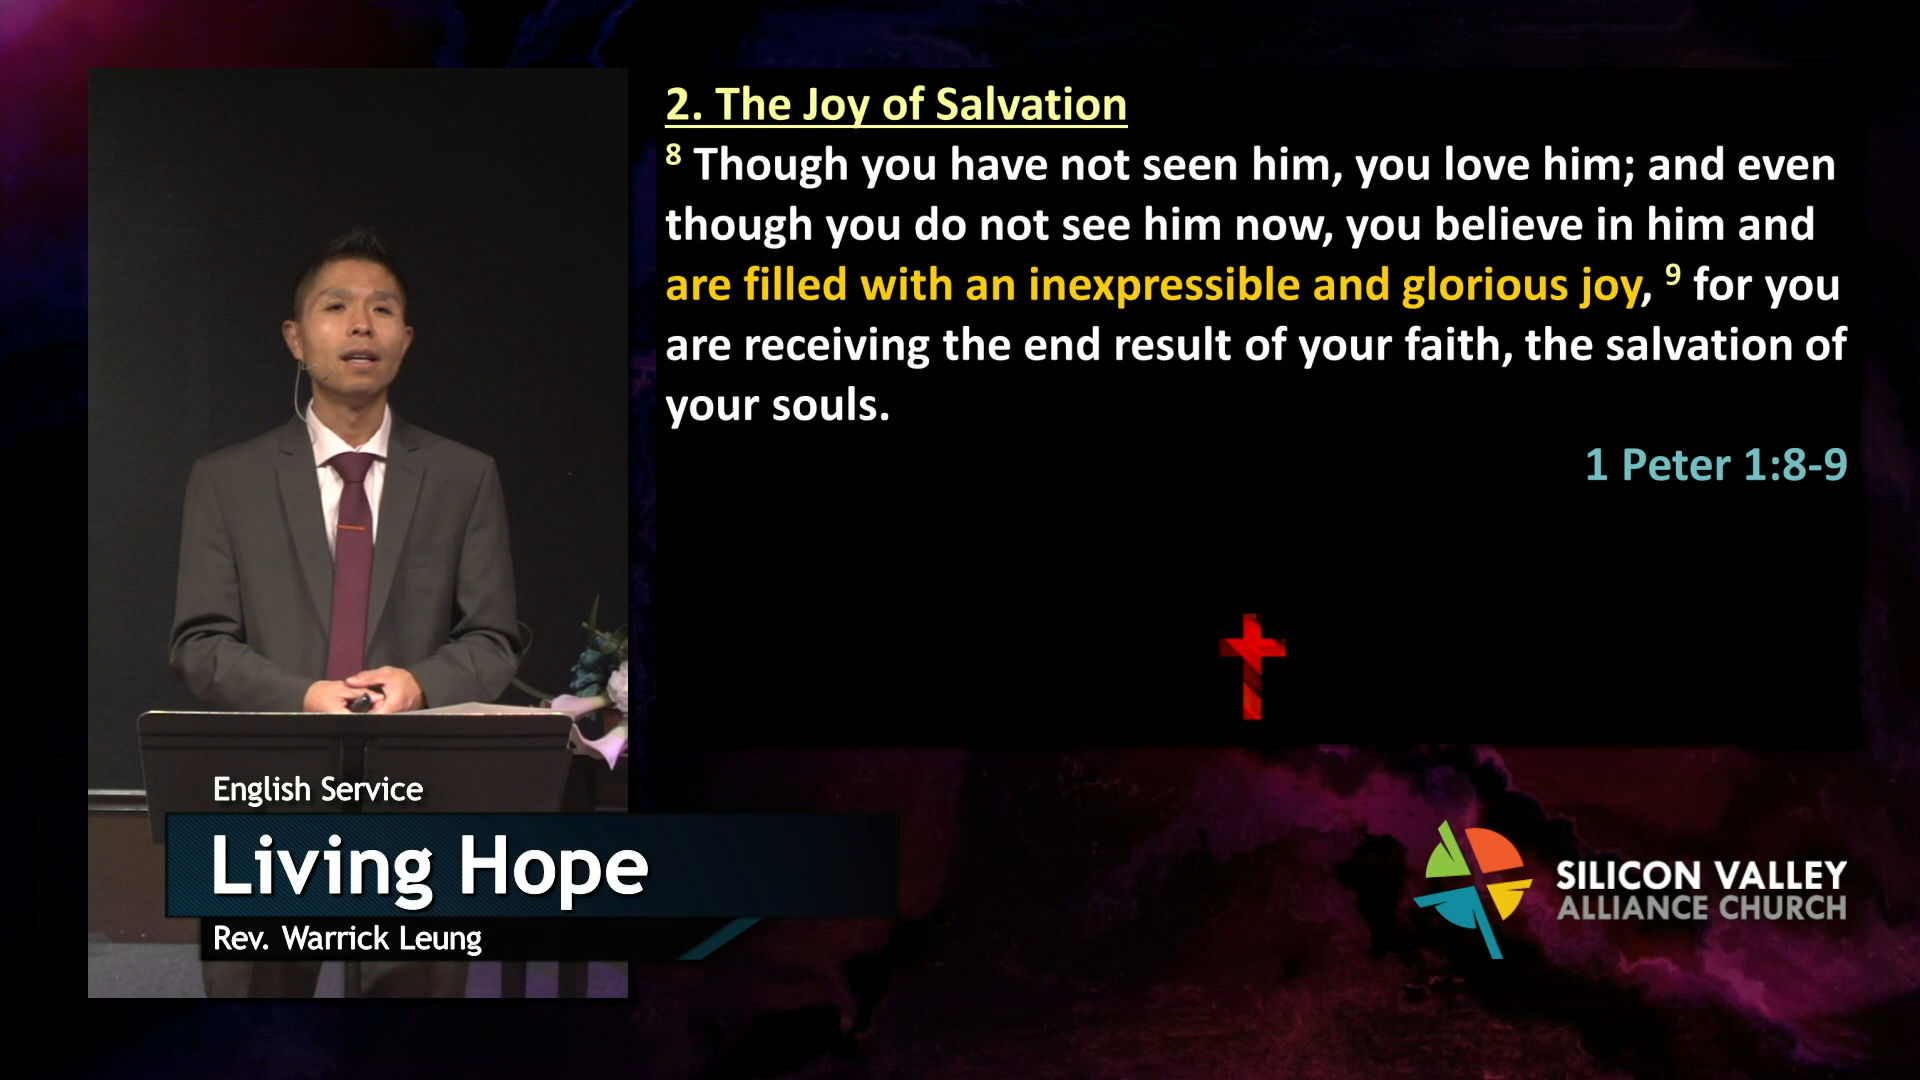 2. The Joy of Salvation
8 Though you have not seen him, you love him; and even
though you do not see him now, you believe in him and
are filled with an inexpressible and glorious joy, 9 for you
are receiving the end result of your faith, the salvation of
your souls.
1 Peter 1:8-9
English Service
Living Hope
Rev. Warrick Leung
SILICON VALLEY
ALLIANCE CHURCH